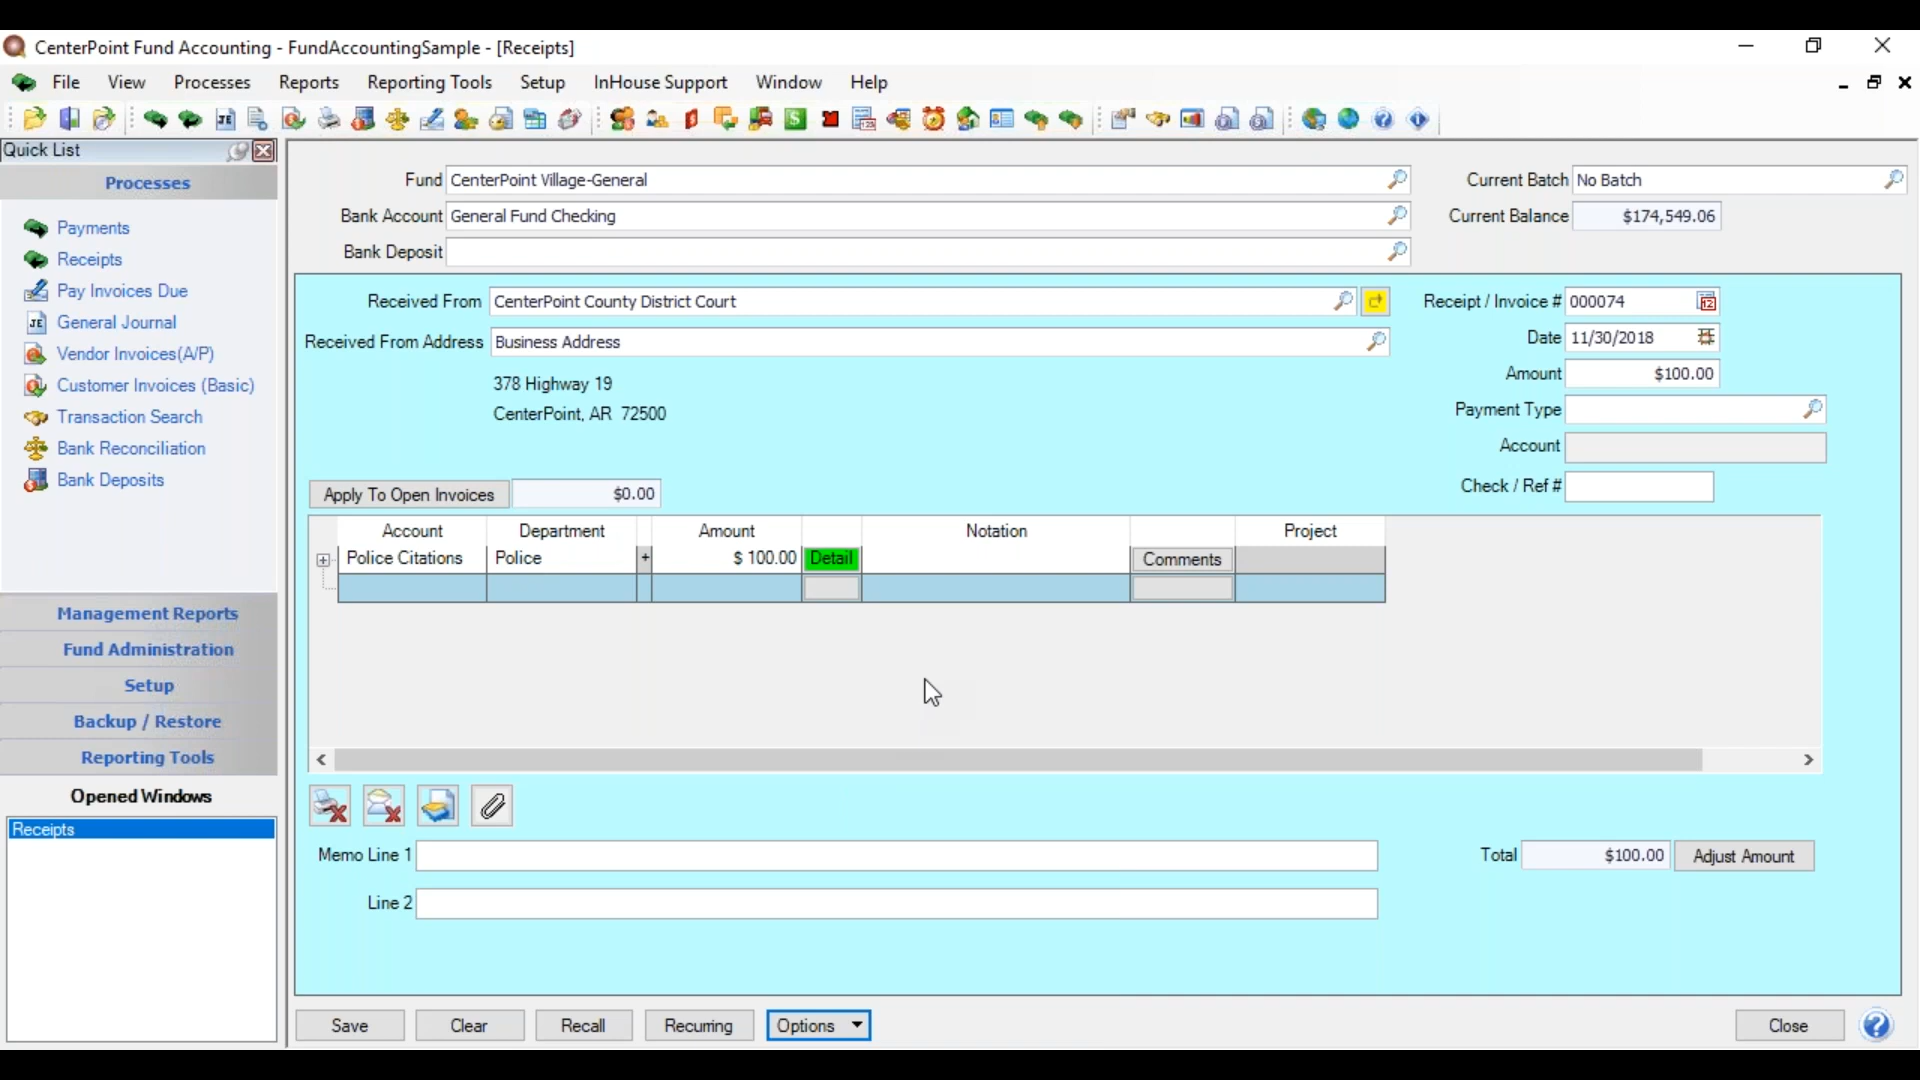 CenterPoint Fund Accounting - FundAccountingSample - [Receipts]
File View Processes Reports Reporting Tools Setup InHouse Support Window Help
Quick List
Processes
Payments
Receipts
Pay Invoices Due
General Journal
Vendor Invoices(A/P)
Customer Invoices (Basic)
Transaction Search
Bank Reconciliation
Bank Deposits
Management Reports
Fund Administration
Setup
Backup / Restore
Reporting Tools
Opened Windows
Receipts
Fund CenterPoint Village-General
Current Batch No Batch
Bank Account General Fund Checking
Current Balance $174,549.06
Bank Deposit
Received From CenterPoint County District Court
Receipt / Invoice # 000074
Received From Address Business Address
Date 11/30/2018
378 Highway 19
Amount $100.00
CenterPoint, AR 72500
Payment Type
Account
Check / Ref #
Apply To Open Invoices $0.00
Account Department Amount Notation Project
Police Citations Police + $ 100.00 Detail Comments
Memo Line 1
Total $100.00 Adjust Amount
Line 2
Save Clear Recall Recurring Options Close